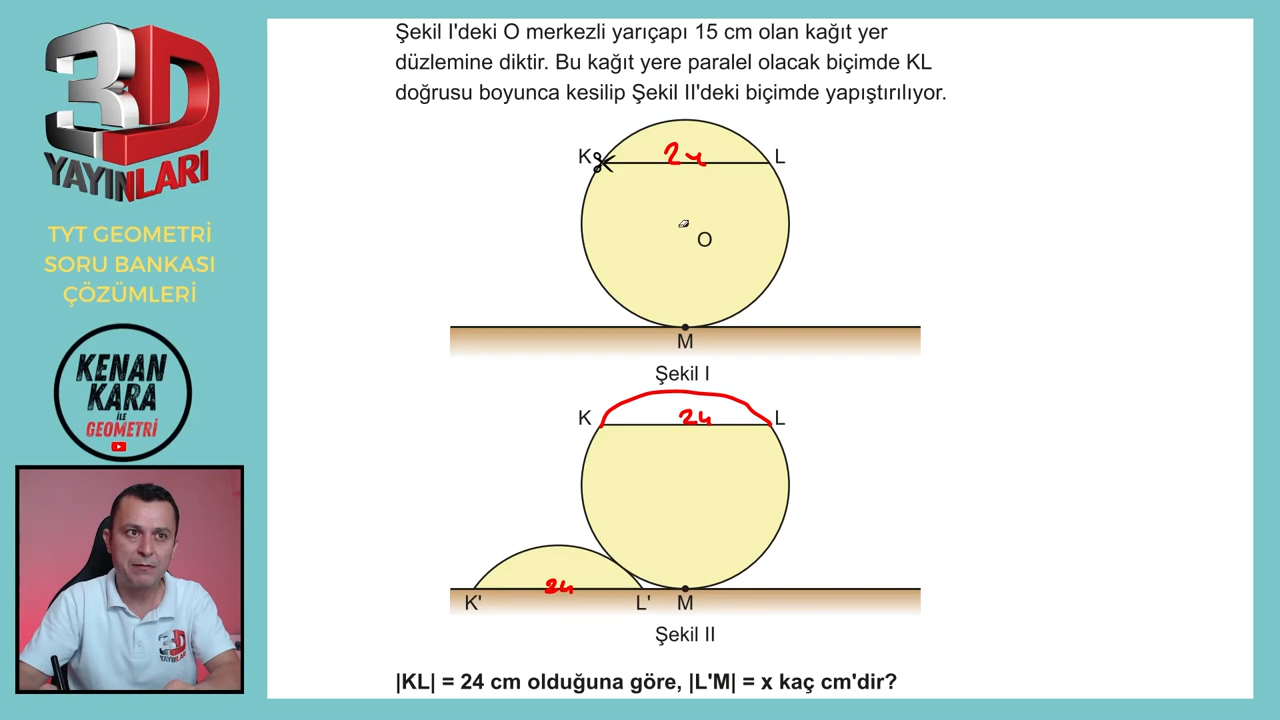 3D
YAYINLARI
TYT GEOMETRİ
SORU BANKASI
ÇÖZÜMLERİ
KENAN
KARA
İLE
GEOMETRİ
3D
YAYINLARI
Şekil I'deki O merkezli yarıçapı 15 cm olan kağıt yer
düzlemine diktir. Bu kağıt yere paralel olacak biçimde KL
doğrusu boyunca kesilip Şekil II'deki biçimde yapıştırılıyor.
K 24 L
O
M
Şekil I
K 24 L
24
K' L' M
Şekil II
|KL| = 24 cm olduğuna göre, |L'M| = x kaç cm'dir?